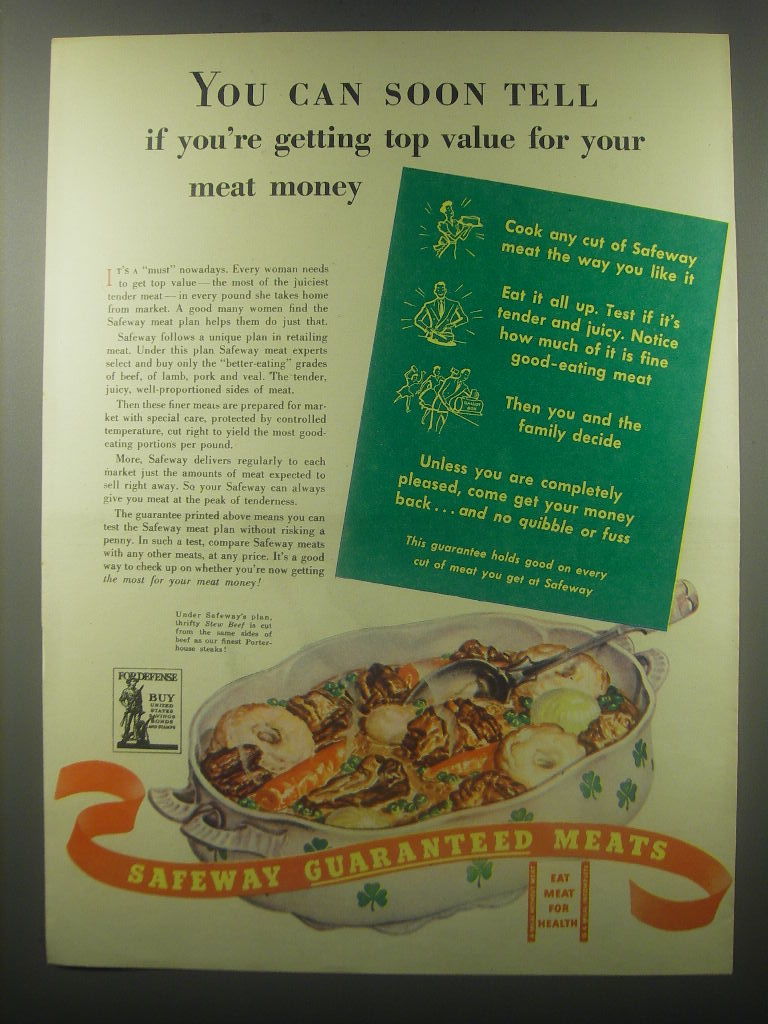 YOU CAN SOON TELL
if you're getting top value for your
meat money
IT'S A "must" nowadays. Every woman needs
to get top value — the most of the juiciest
tender meat — in every pound she takes home
from market. A good many women find the
Safeway meat plan helps them do just that.
Safeway follows a unique plan in retailing
meat. Under this plan Safeway meat experts
select and buy only the "better-eating" grades
of beef, of lamb, pork and veal. The tender,
juicy, well-proportioned sides of meat.
Then these finer meats are prepared for mar-
ket with special care, protected by controlled
temperature, cut right to yield the most good-
eating portions per pound.
More, Safeway delivers regularly to each
market just the amounts of meat expected to
sell right away. So your Safeway can always
give you meat at the peak of tenderness.
The guarantee printed above means you can
test the Safeway meat plan without risking a
penny. In such a test, compare Safeway meats
with any other meats, at any price. It's a good
way to check up on whether you're now getting
the most for your meat money!
Cook any cut of Safeway
meat the way you like it
Eat it all up. Test if it's
tender and juicy. Notice
how much of it is fine
good-eating meat
BALLOT
BOX
Then you and the
family decide
Unless you are completely
pleased, come get your money
back... and no quibble or fuss
This guarantee holds good on every
cut of meat you get at Safeway
Under Safeway's plan,
thrifty Stew Beef is cut
from the same sides of
beef as our finest Porter-
house steaks!
FOR DEFENSE
BUY
UNITED
STATES
SAVINGS
BONDS
AND STAMPS
SAFEWAY GUARANTEED MEATS
EAT
MEAT
FOR
HEALTH